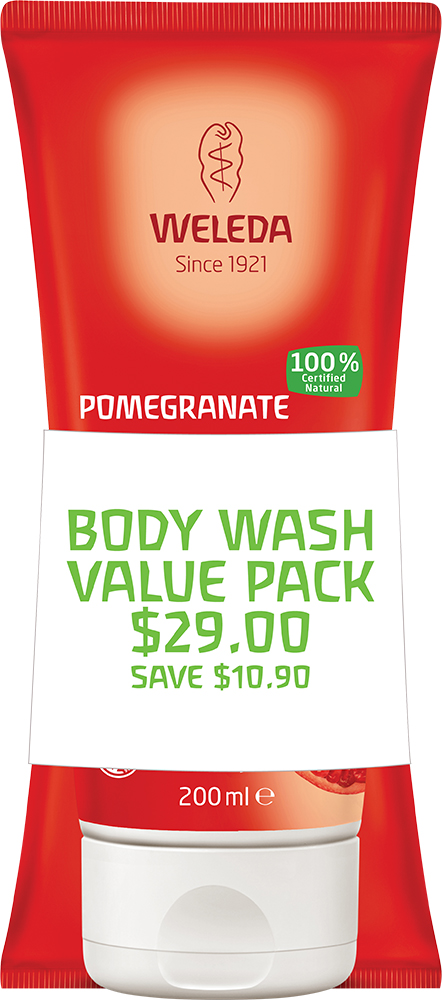 WELEDA
Since 1921
100%
Certified
Natural
POMEGRANATE
BODY WASH
VALUE PACK
$29.00
SAVE $10.90
200 ml ℮